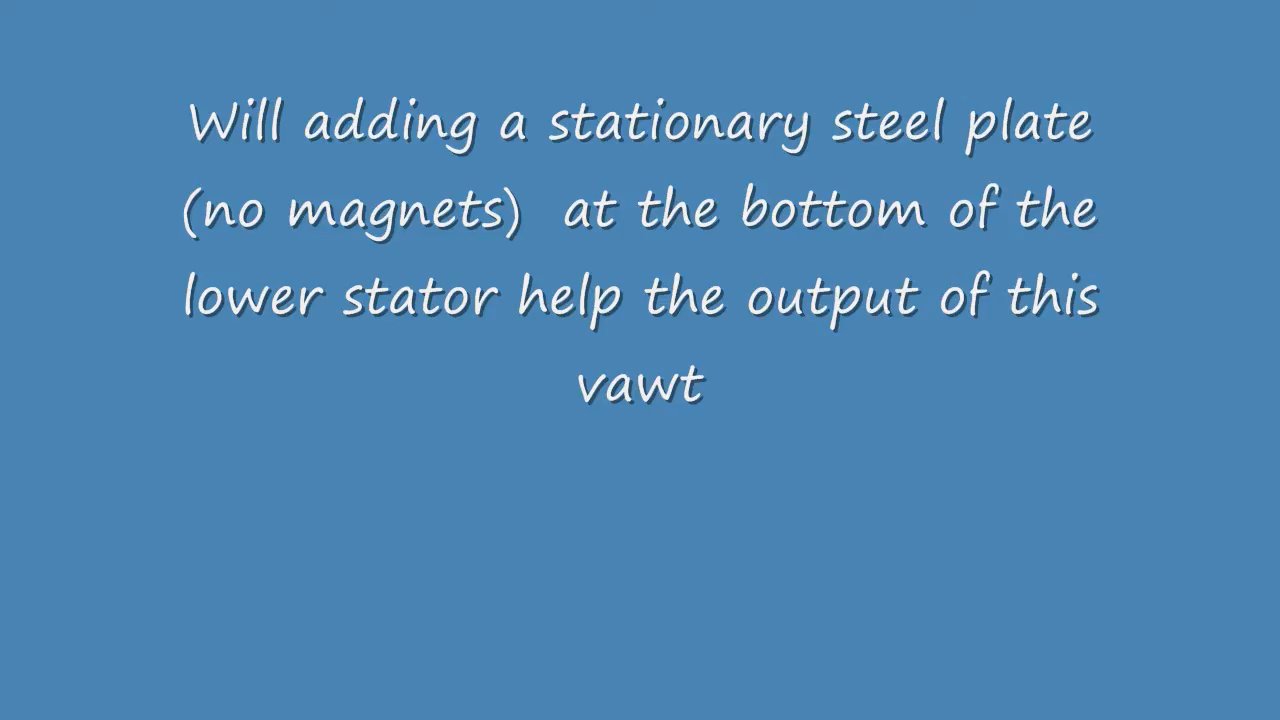 Will adding a stationary steel plate
(no magnets)  at the bottom of the
lower stator help the output of this
vawt